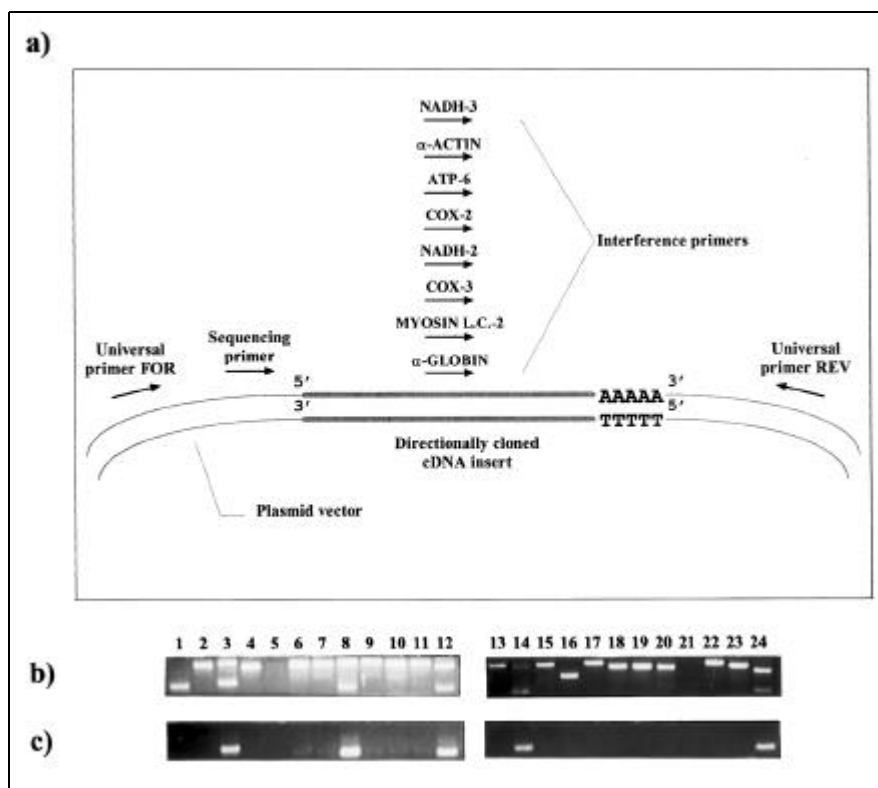 a)
NADH-3
α-ACTIN
ATP-6
COX-2
NADH-2
COX-3
MYOSIN L.C.-2
α-GLOBIN
Interference primers
Universal
primer FOR
Sequencing
primer
Universal
primer REV
5′ 3′
AAAAA
3′ 5′
TTTTT
Directionally cloned
cDNA insert
Plasmid vector
1 2 3 4 5 6 7 8 9 10 11 12 13 14 15 16 17 18 19 20 21 22 23 24
b)
c)